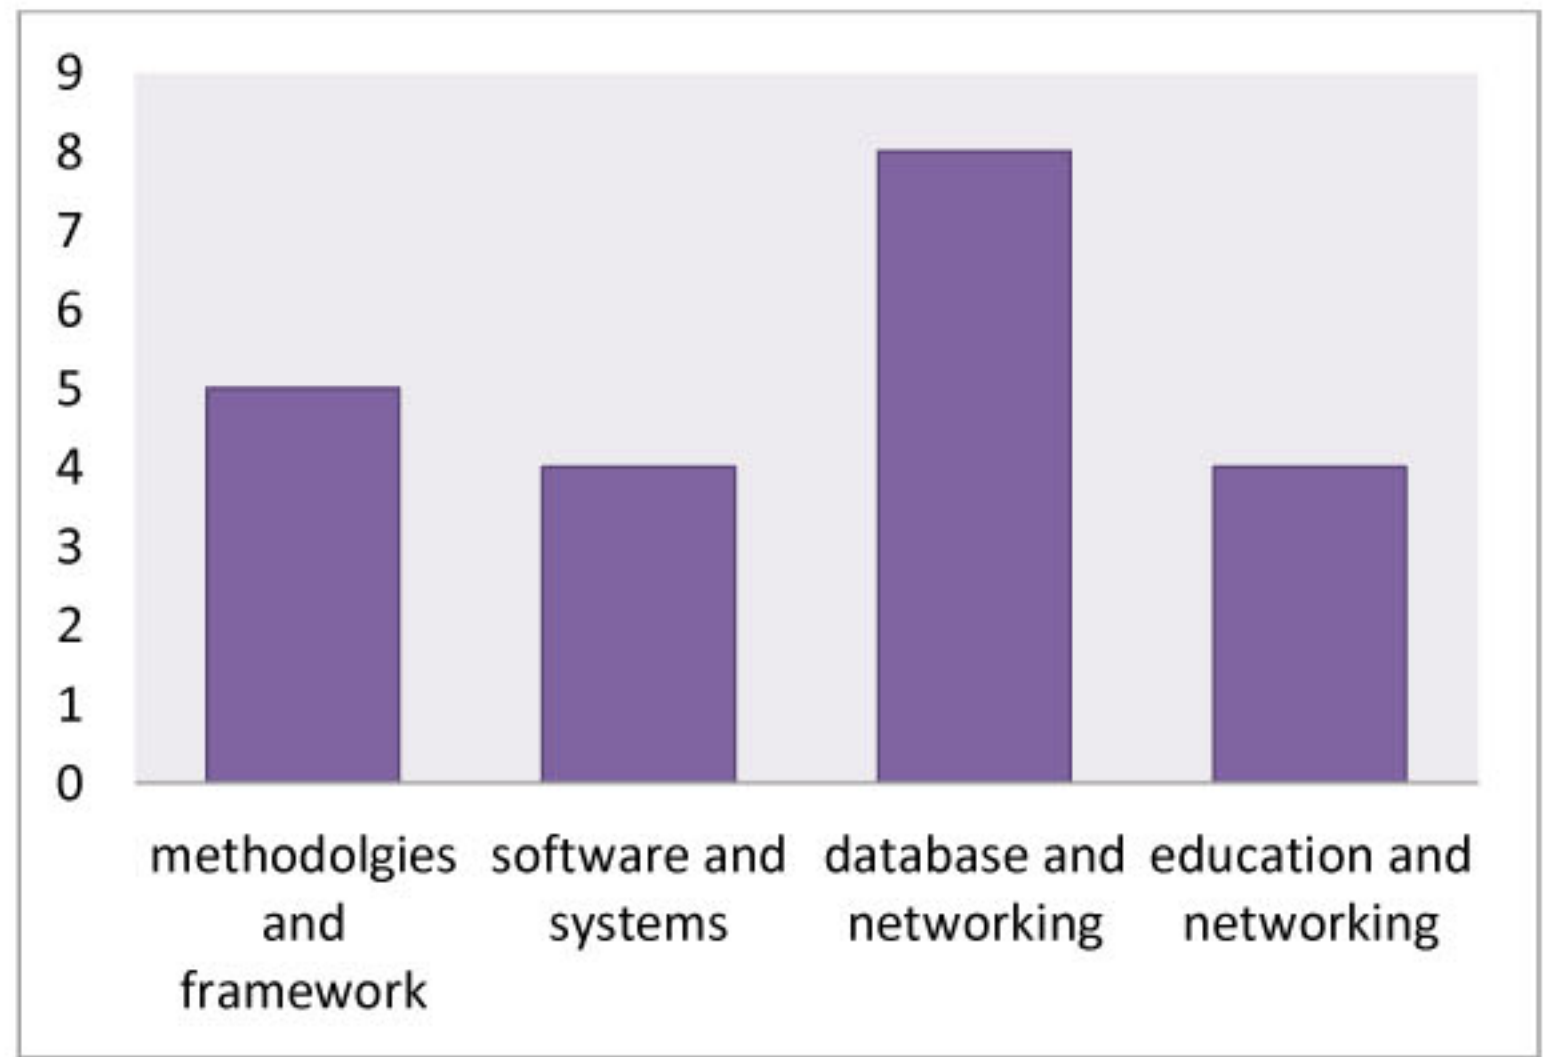 9
8
7
6
5
4
3
2
1
0
methodolgies
and
framework
software and
systems
database and
networking
education and
networking